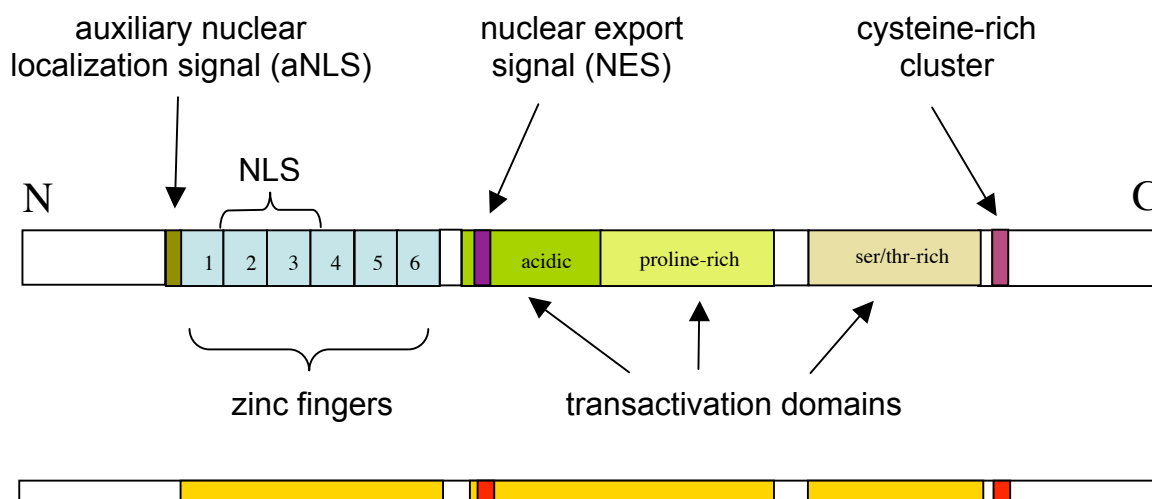 auxiliary nuclear
localization signal (aNLS)
nuclear export
signal (NES)
cysteine-rich
cluster
NLS
N
C
1 2 3 4 5 6 acidic proline-rich ser/thr-rich
zinc fingers
transactivation domains